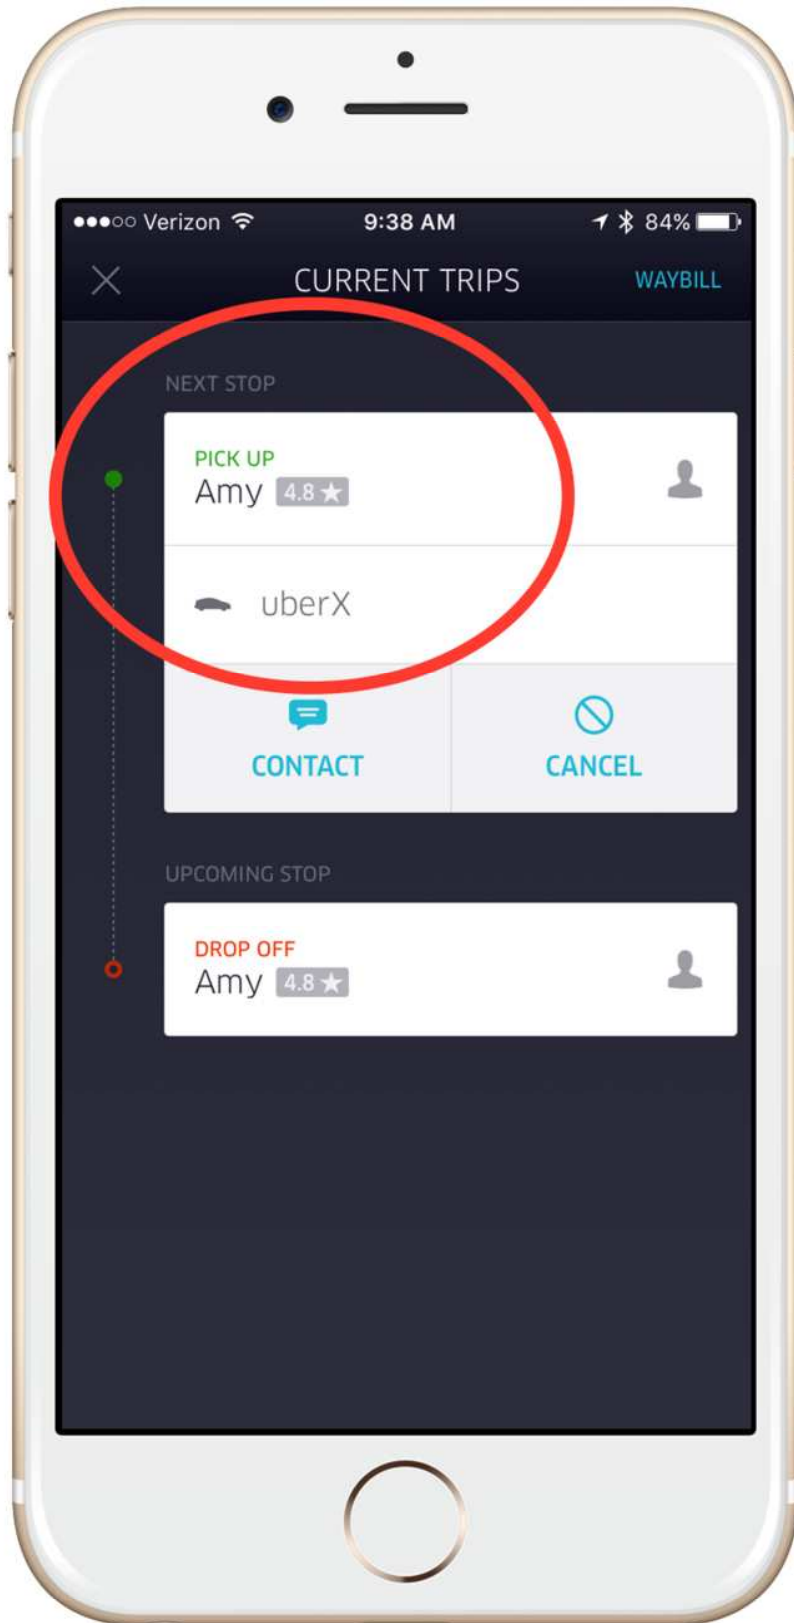 Verizon 9:38 AM 84%
CURRENT TRIPS WAYBILL
NEXT STOP
PICK UP
Amy 4.8 ★
uberX
CONTACT CANCEL
UPCOMING STOP
DROP OFF
Amy 4.8 ★